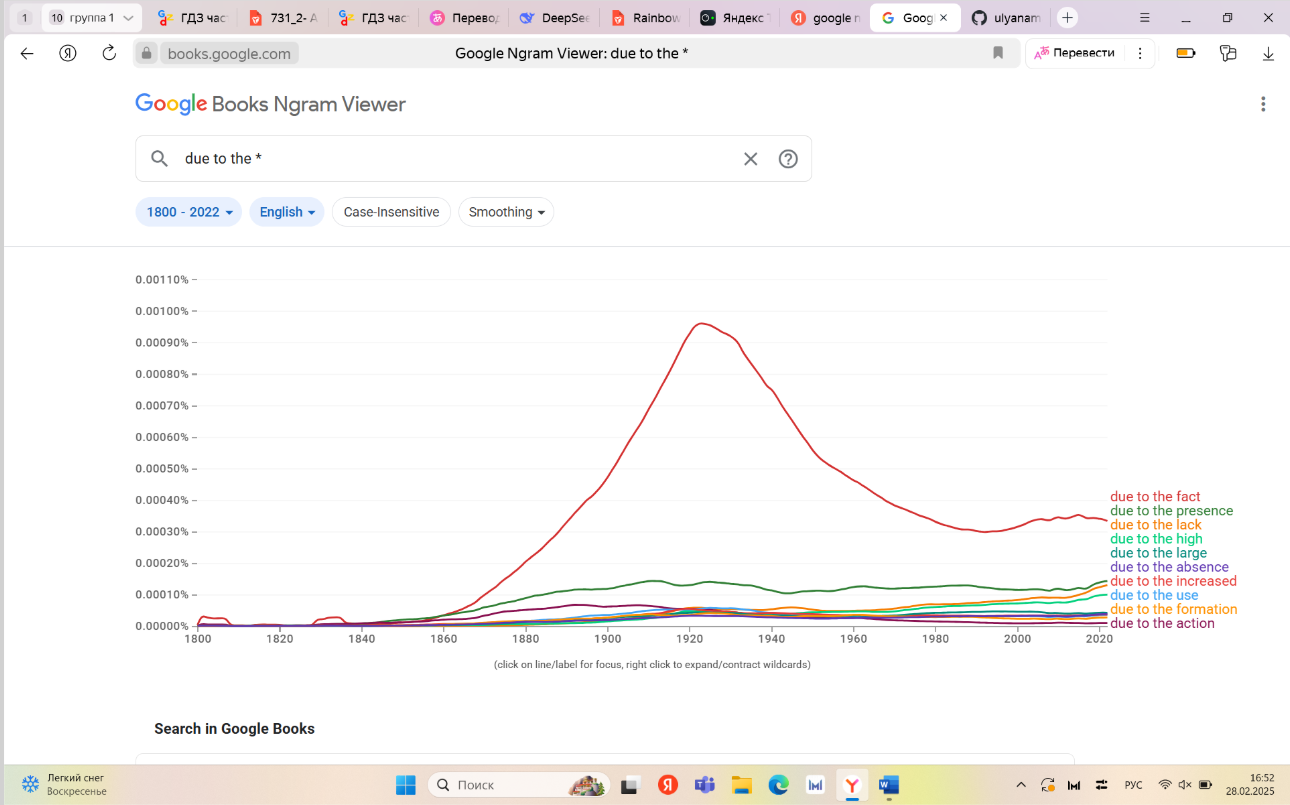 1 10 группа 1 ГДЗ час 731_2- А ГДЗ час Перевод DeepSee Rainbow Яндекс Т google n Goog ulyanam
books.google.com Google Ngram Viewer: due to the * Перевести
Google Books Ngram Viewer
due to the *
1800 - 2022 English Case-Insensitive Smoothing
0.00110%
0.00100%
0.00090%
0.00080%
0.00070%
0.00060%
0.00050%
0.00040%
0.00030%
0.00020%
0.00010%
0.00000%
due to the fact
due to the presence
due to the lack
due to the high
due to the large
due to the absence
due to the increased
due to the use
due to the formation
due to the action
1800 1820 1840 1860 1880 1900 1920 1940 1960 1980 2000 2020
(click on line/label for focus, right click to expand/contract wildcards)
Search in Google Books
Легкий снег
Воскресенье
Поиск
РУС
16:52
28.02.2025